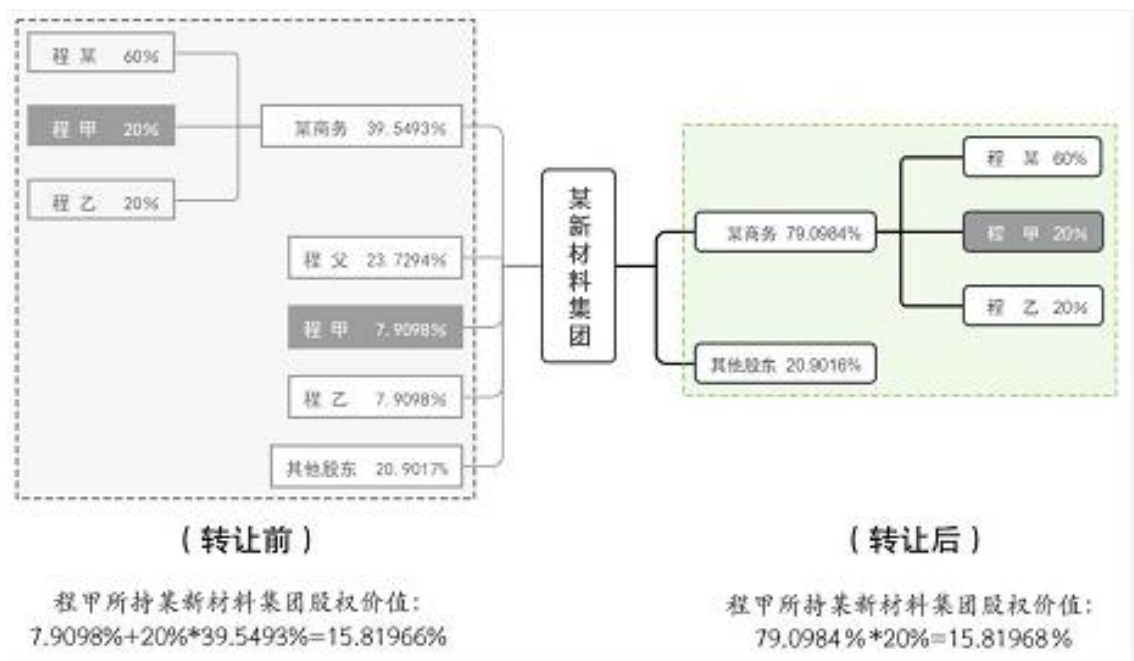 程某 60%
程甲 20%
程乙 20%
某商务 39.5493%
程父 23.7294%
程甲 7.9098%
程乙 7.9098%
其他股东 20.9017%
某新材料集团
某商务 79.0984%
其他股东 20.9016%
程某 60%
程甲 20%
程乙 20%
（转让前）
程甲所持某新材料集团股权价值：
7.9098%+20%*39.5493%=15.81966%
（转让后）
程甲所持某新材料集团股权价值：
79.0984%*20%=15.81968%